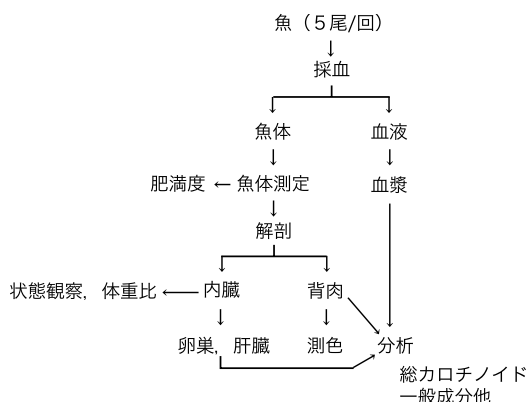 魚（５尾/回）
採血
魚体
血液
肥満度
魚体測定
血漿
解剖
状態観察，体重比
内臓
背肉
卵巣，肝臓
測色
分析
総カロチノイド
一般成分他